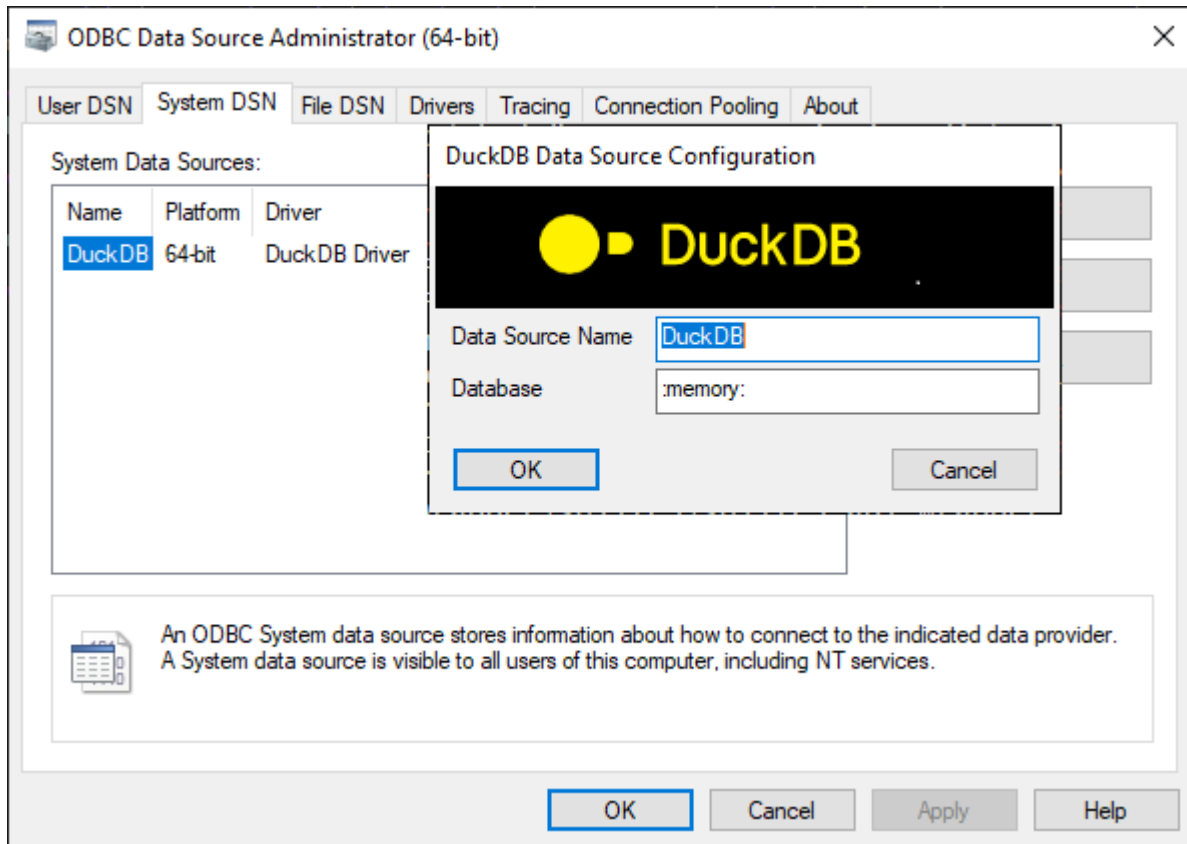 ODBC Data Source Administrator (64-bit)
User DSN System DSN File DSN Drivers Tracing Connection Pooling About
System Data Sources:
Name Platform Driver
DuckDB 64-bit DuckDB Driver
DuckDB Data Source Configuration
DuckDB
Data Source Name DuckDB
Database :memory:
OK Cancel
An ODBC System data source stores information about how to connect to the indicated data provider.
A System data source is visible to all users of this computer, including NT services.
OK Cancel Apply Help